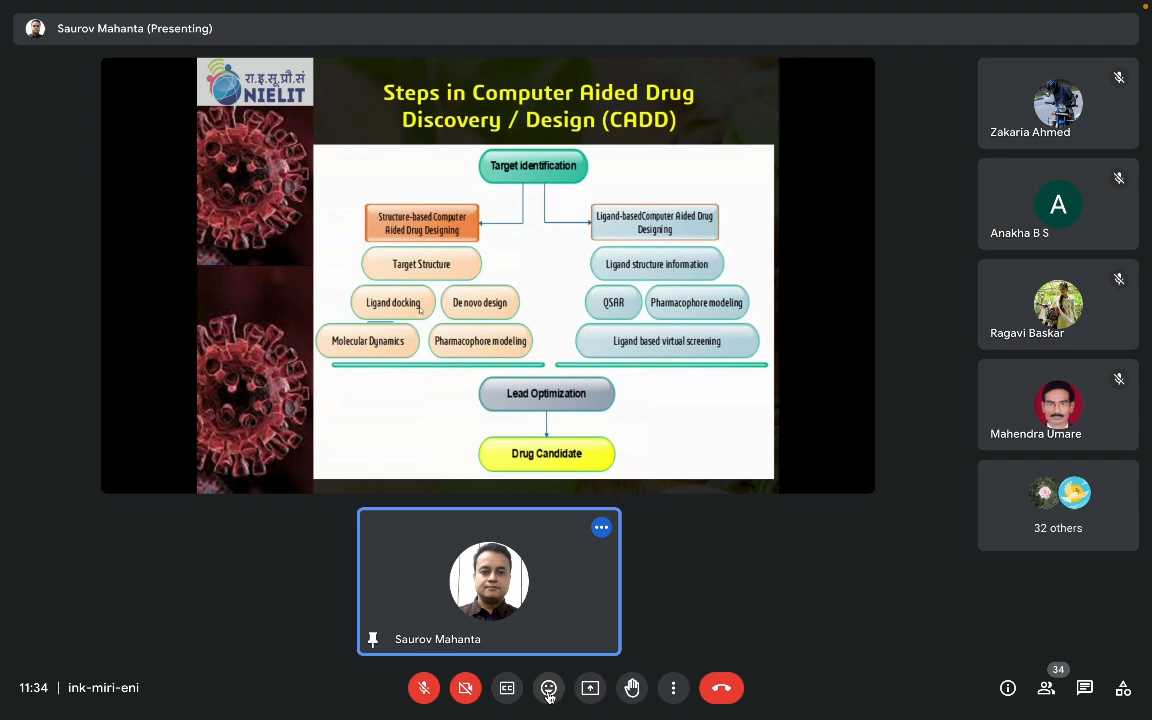 Saurov Mahanta (Presenting)
रा.इ.सू.प्रौ.सं
NIELIT
Steps in Computer Aided Drug
Discovery / Design (CADD)
Target identification
Structure-based Computer
Aided Drug Designing
Ligand-basedComputer Aided Drug
Designing
Target Structure
Ligand structure information
Ligand docking
De novo design
QSAR
Pharmacophore modeling
Molecular Dynamics
Pharmacophore modeling
Ligand based virtual screening
Lead Optimization
Drug Candidate
Zakaria Ahmed
A
Anakha B S
Ragavi Baskar
Mahendra Umare
32 others
Saurov Mahanta
11:34 | ink-miri-eni
CC
34